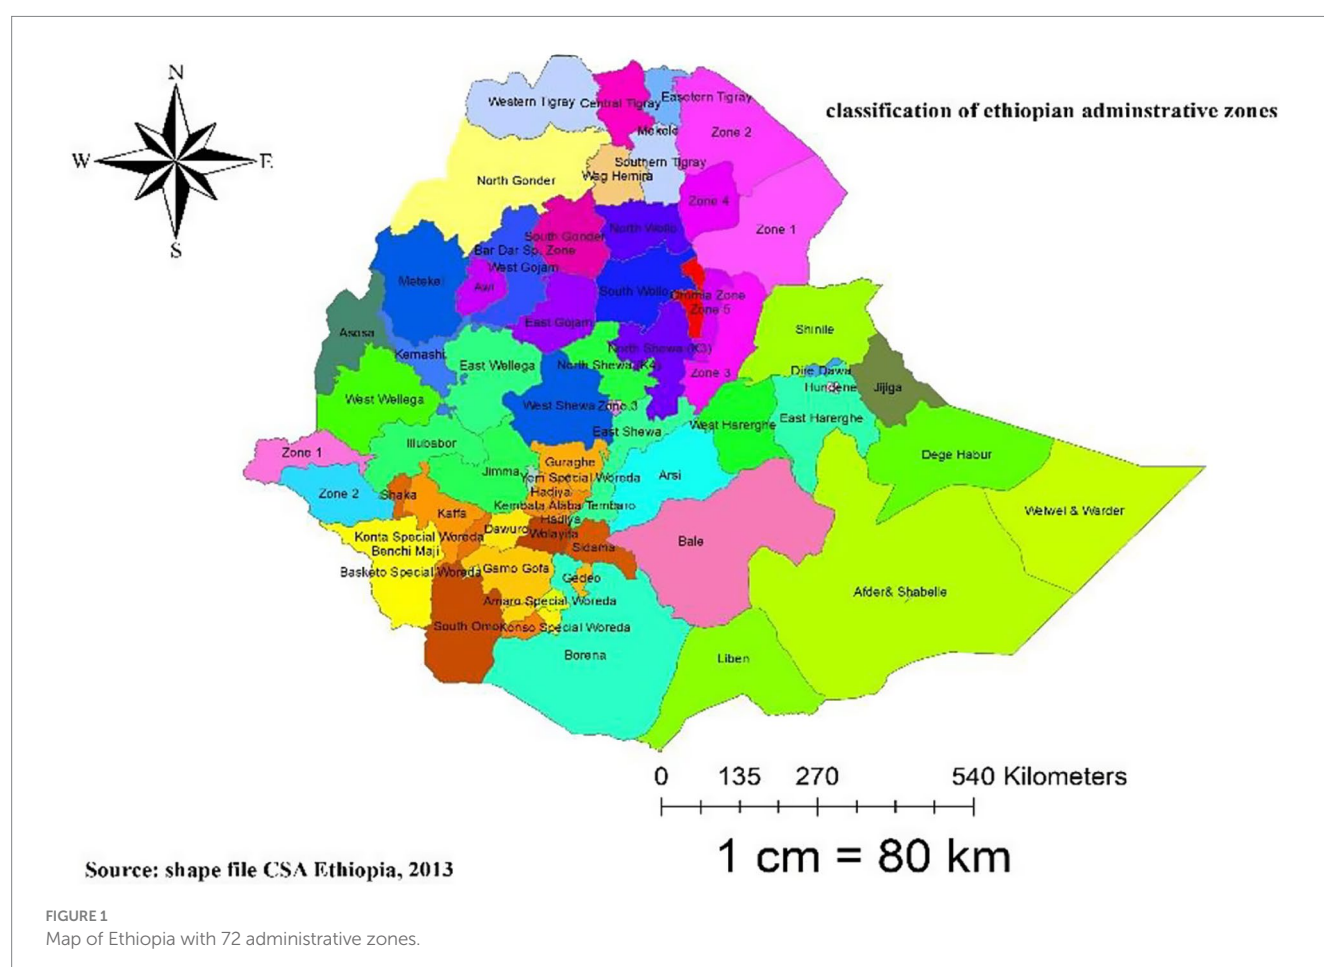 N
W E
S
classification of ethiopian adminstrative zones
Western Tigray
Central Tigray
Easetern Tigray
Mekele
Zone 2
Southern Tigray
Wag Hemira
North Gonder
Zone 4
Zone 1
North Wollo
South Gonder
Bar Dar Sp. Zone
West Gojam
Metekel
Awi
South Wollo
Oromia Zone
Zone 5
East Gojam
Shinile
Asosa
Kemashi
North Shewa (K3)
North Shewa (K4)
East Wellega
Zone 3
Dire Dawa
Hundene
Jijiga
West Wellega
West Shewa
Zone 3
East Shewa
West Harerghe
East Harerghe
Illubabor
Zone 1
Dege Habur
Guraghe
Jimma
Yem Special Woreda
Arsi
Zone 2
Shaka
Hadiya
Kembata Alaba Tembaro
Kaffa
Hadiya
Welwel & Warder
Dawuro
Wolayita
Konta Special Woreda
Bale
Sidama
Benchi Maji
Basketo Special Woreda
Gamo Gofa
Gedeo
Afder& Shabelle
Amaro Special Woreda
South Omo
Konso Special Woreda
Borena
Liben
0 135 270 540 Kilometers
1 cm = 80 km
Source: shape file CSA Ethiopia, 2013
FIGURE 1
Map of Ethiopia with 72 administrative zones.